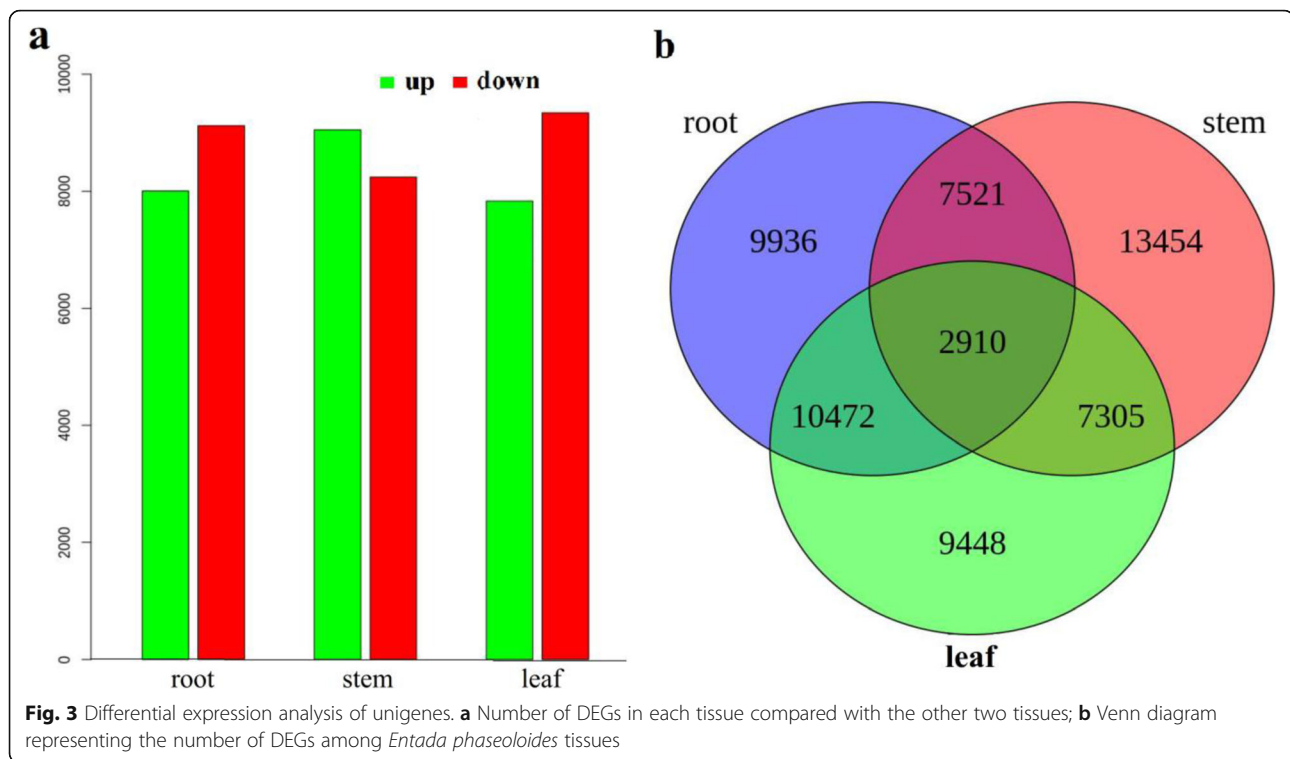 a
10000
8000
6000
4000
2000
0
up down
root stem leaf
b
root stem
7521
9936 13454
2910
10472 7305
9448
leaf
Fig. 3 Differential expression analysis of unigenes. a Number of DEGs in each tissue compared with the other two tissues; b Venn diagram
representing the number of DEGs among Entada phaseoloides tissues